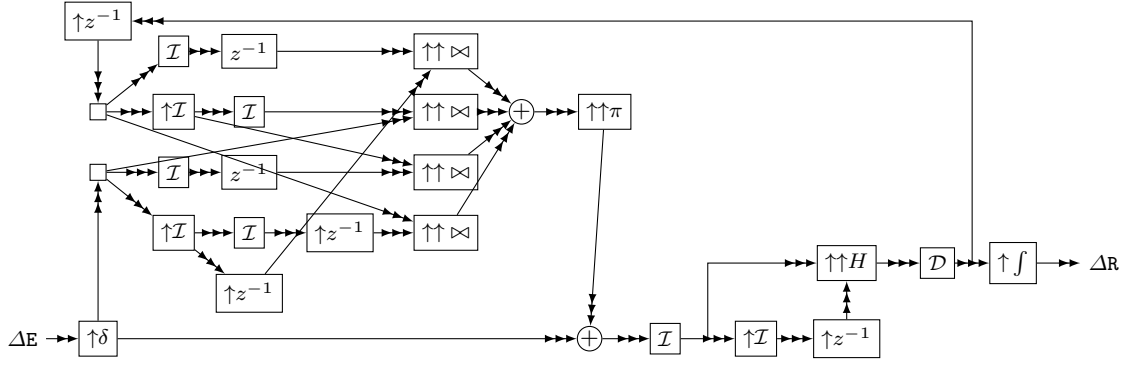 ↑z⁻¹
ℐ z⁻¹ ↑↑⋈
↑ℐ ℐ ↑↑⋈ + ↑↑π
ℐ z⁻¹ ↑↑⋈
↑ℐ ℐ ↑z⁻¹ ↑↑⋈
↑z⁻¹ ↑↑H 𝒟 ↑∫ ΔR
ΔE ↑δ + ℐ ↑ℐ ↑z⁻¹